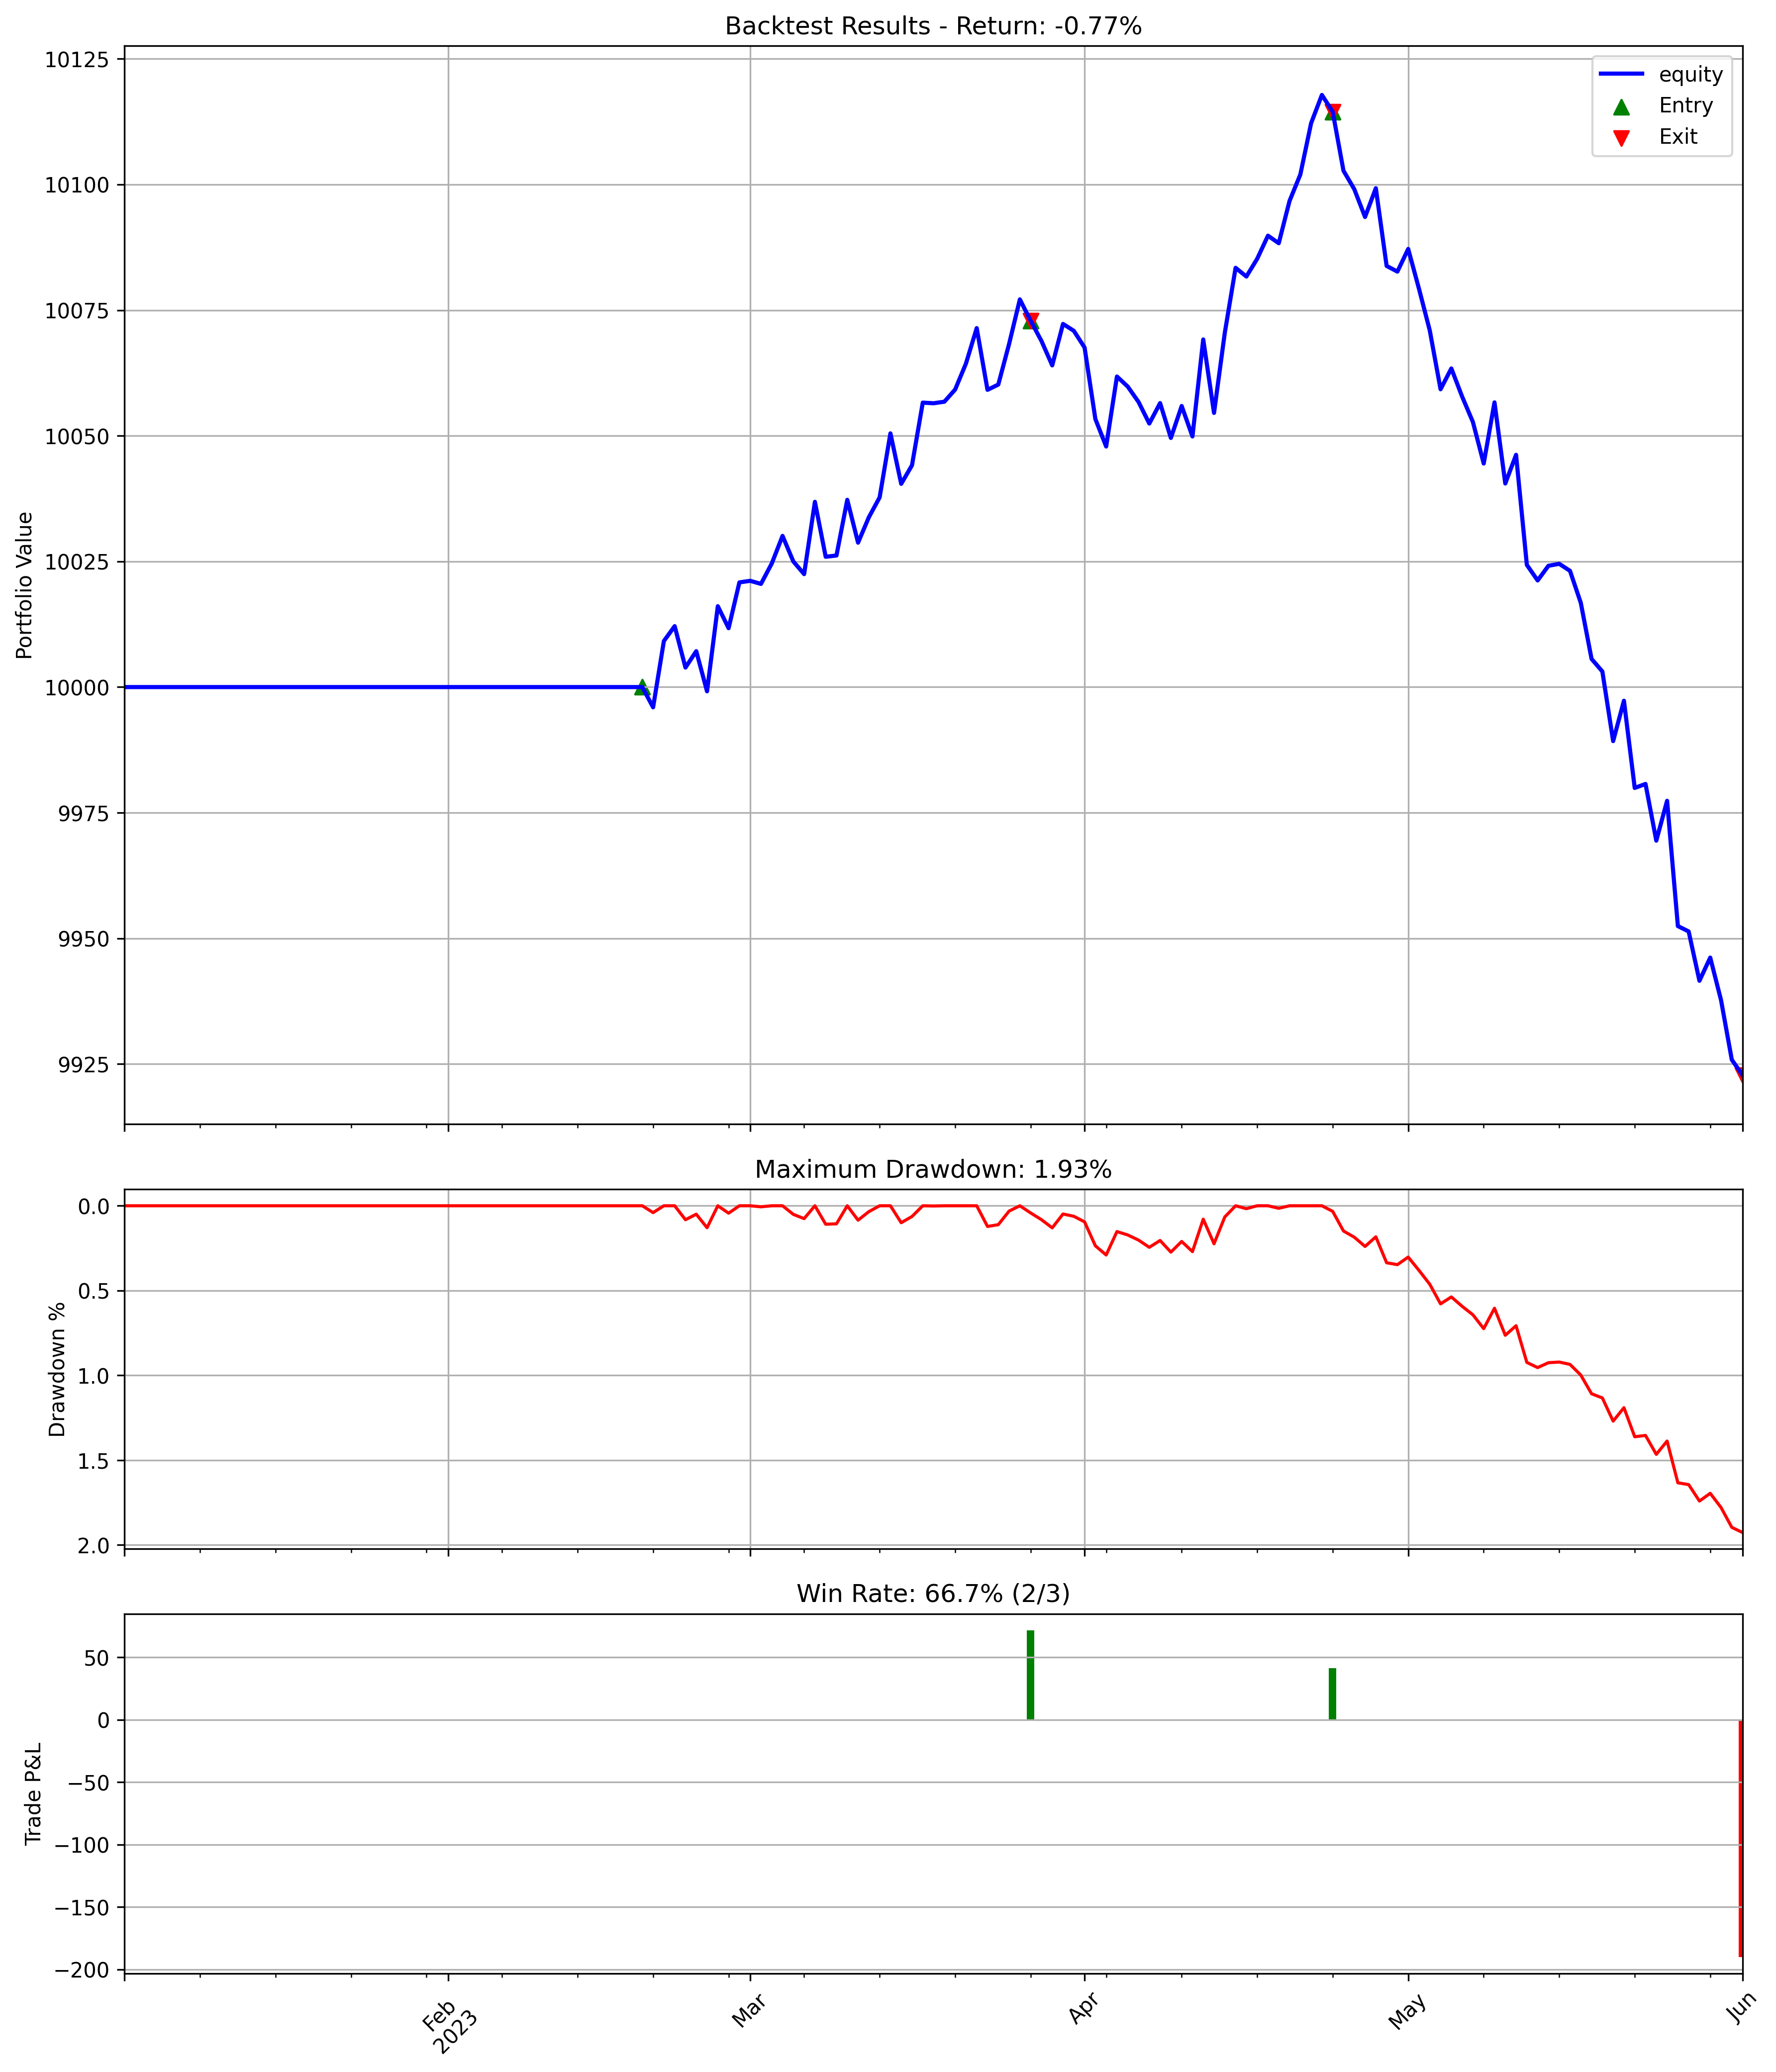 Backtest Results - Return: -0.77%
10125
10100
10075
10050
10025
10000
9975
9950
9925
Portfolio Value
equity
Entry
Exit
Maximum Drawdown: 1.93%
0.0
0.5
1.0
1.5
2.0
Drawdown %
Win Rate: 66.7% (2/3)
50
0
−50
−100
−150
−200
Trade P&L
Feb
2023
Mar
Apr
May
Jun